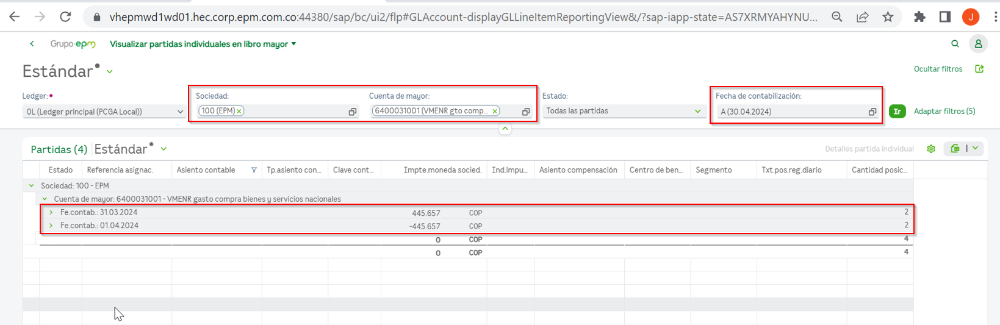 vhepmwd1wd01.hec.corp.epm.com.co:44380/sap/bc/ui2/flp#GLAccount-displayGLLineItemReportingView&/?sap-iapp-state=AS7XRMYAHYNU... J
Grupo·epm Visualizar partidas individuales en libro mayor
Estándar* Ocultar filtros
Ledger: Sociedad: Cuenta de mayor: Estado: Fecha de contabilización:
0L (Ledger principal (PCGA Local)) 100 (EPM) 6400031001 (VMENR gto comp... Todas las partidas A (30.04.2024) Ir Adaptar filtros (5)
Partidas (4) Estándar* Detalles partida individual
Estado Referencia asignac. Asiento contable Tp.asiento con... Clave cont... Impte.moneda socied. Ind.impu... Asiento compensación Centro de ben... Segmento Txt.pos.reg.diario Cantidad posic...
Sociedad: 100 - EPM
Cuenta de mayor: 6400031001 - VMENR gasto compra bienes y servicios nacionales
Fe.contab.: 31.03.2024 445.657 COP 2
Fe.contab.: 01.04.2024 -445.657 COP 2
0 COP 4
0 COP 4